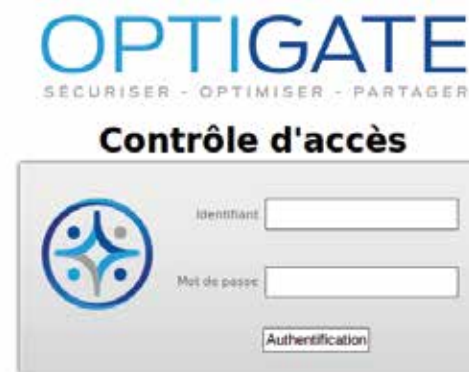 OPTIGATE
SÉCURISER - OPTIMISER - PARTAGER
Contrôle d'accès
Identifiant
Mot de passe
Authentification